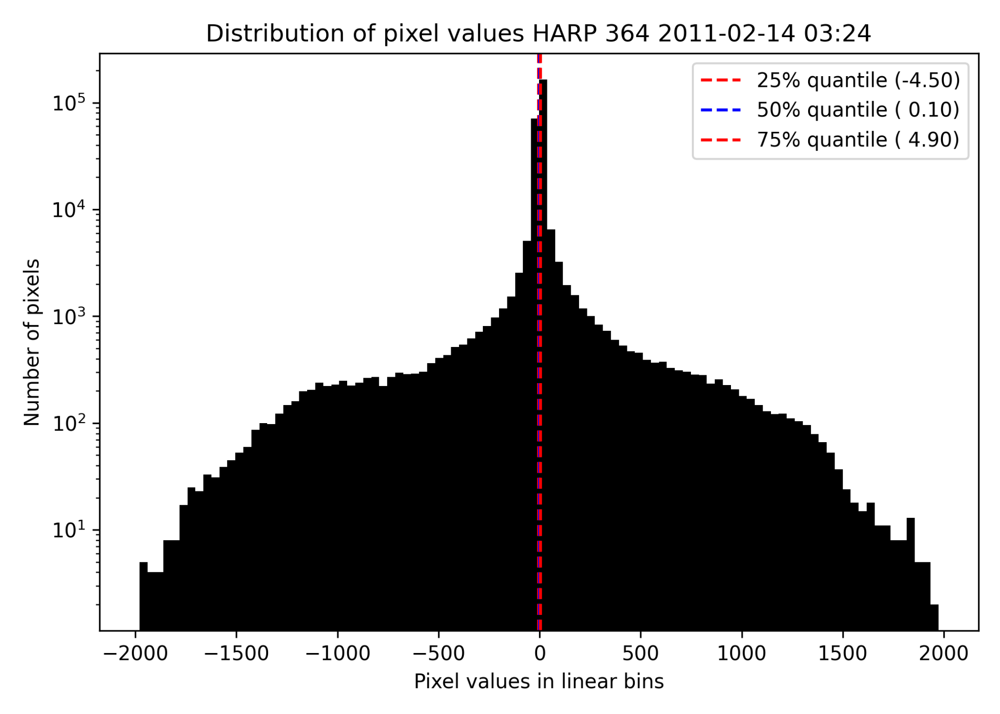 Distribution of pixel values HARP 364 2011-02-14 03:24
25% quantile (-4.50)
50% quantile ( 0.10)
75% quantile ( 4.90)
Number of pixels
10⁵
10⁴
10³
10²
10¹
−2000 −1500 −1000 −500 0 500 1000 1500 2000
Pixel values in linear bins